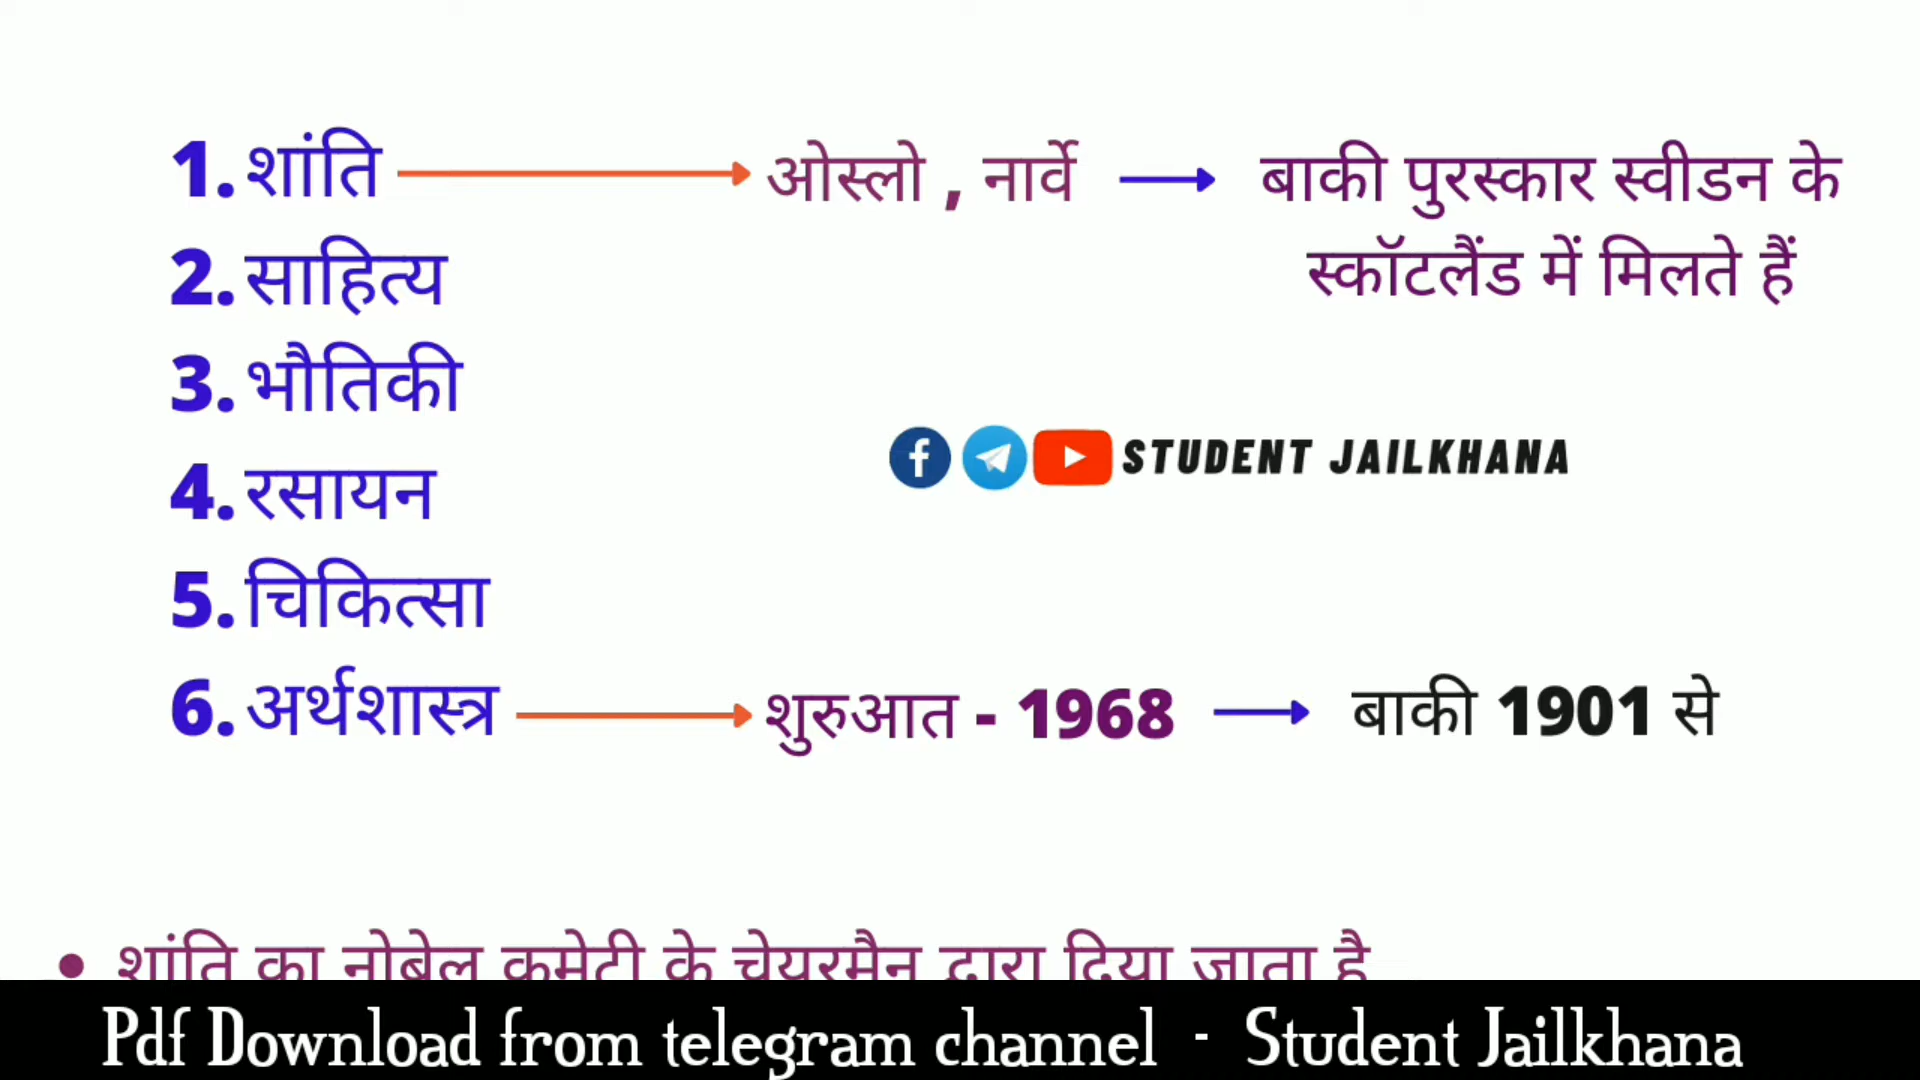 1. शांति → ओस्लो , नार्वे → बाकी पुरस्कार स्वीडन के
स्कॉटलैंड में मिलते हैं
2. साहित्य
3. भौतिकी
STUDENT JAILKHANA
4. रसायन
5. चिकित्सा
6. अर्थशास्त्र → शुरुआत - 1968 → बाकी 1901 से
• शांति का नोबेल कमेटी के चेयरमैन द्वारा दिया जाता है
Pdf Download from telegram channel - Student Jailkhana